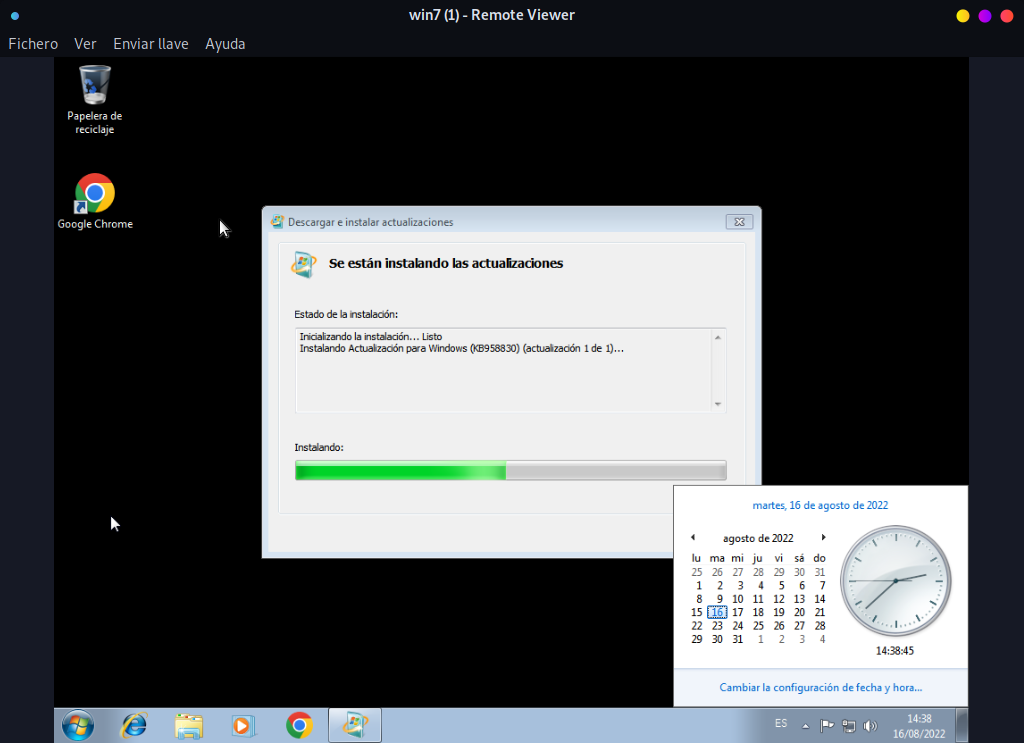 win7 (1) - Remote Viewer
Fichero Ver Enviar llave Ayuda
Papelera de
reciclaje
Google Chrome
Descargar e instalar actualizaciones
Se están instalando las actualizaciones
Estado de la instalación:
Inicializando la instalación... Listo
Instalando Actualización para Windows (KB958830) (actualización 1 de 1)...
Instalando:
martes, 16 de agosto de 2022
agosto de 2022
lu ma mi ju vi sá do
25 26 27 28 29 30 31
1 2 3 4 5 6 7
8 9 10 11 12 13 14
15 16 17 18 19 20 21
22 23 24 25 26 27 28
29 30 31 1 2 3 4
14:38:45
Cambiar la configuración de fecha y hora...
ES
14:38
16/08/2022